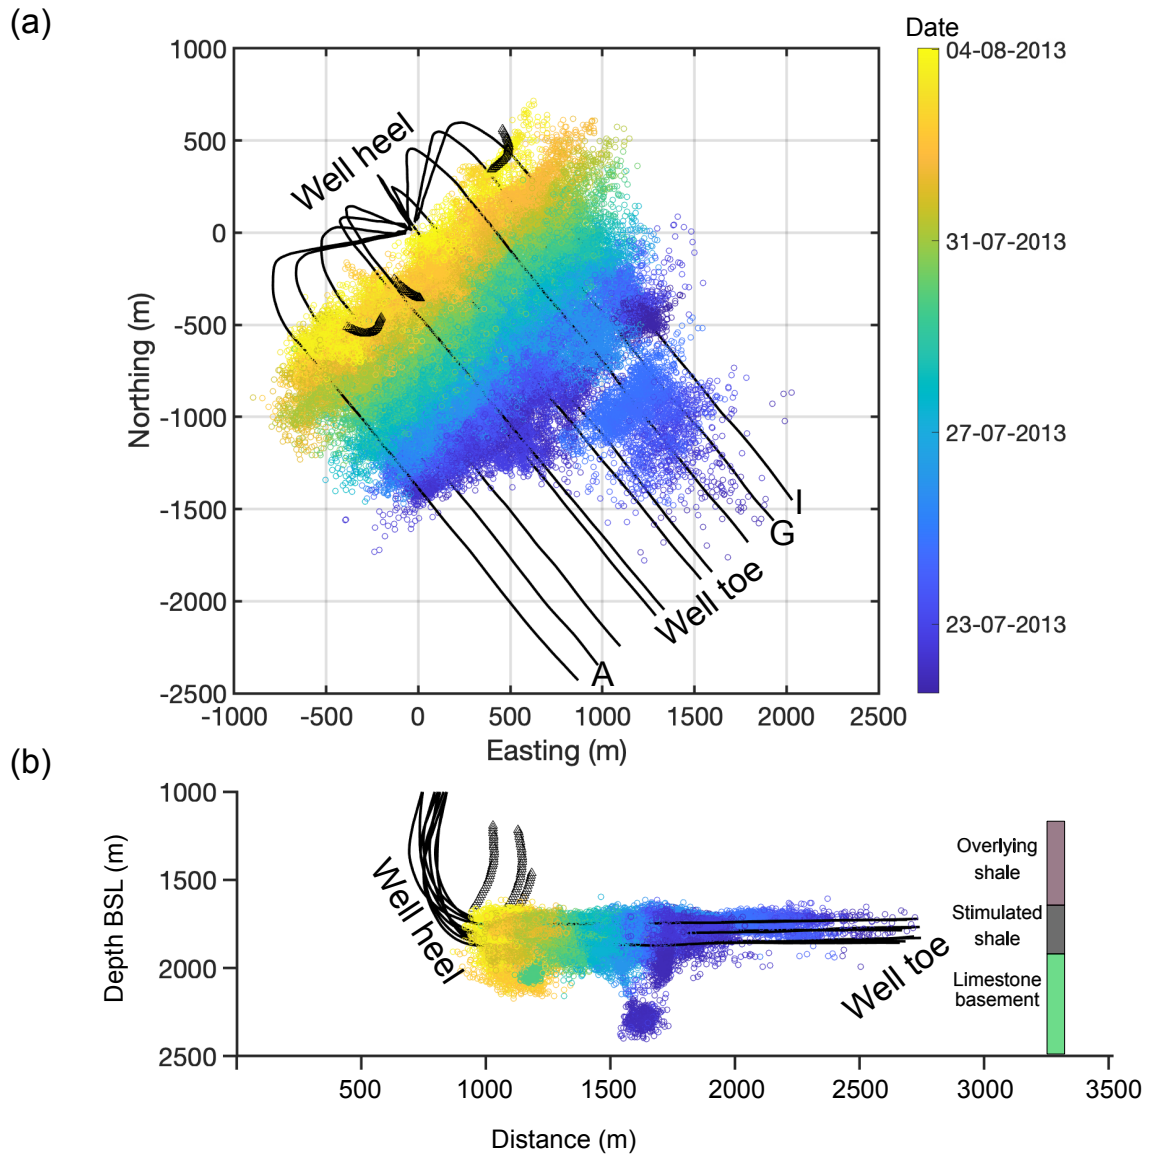 (a)
Date
1000
500
0
-500
-1000
-1500
-2000
-2500
Northing (m)
-1000 -500 0 500 1000 1500 2000 2500
Easting (m)
Well heel
Well toe
A
G
I
04-08-2013
31-07-2013
27-07-2013
23-07-2013
(b)
1000
1500
2000
2500
Depth BSL (m)
500 1000 1500 2000 2500 3000 3500
Distance (m)
Well heel
Well toe
Overlying
shale
Stimulated
shale
Limestone
basement